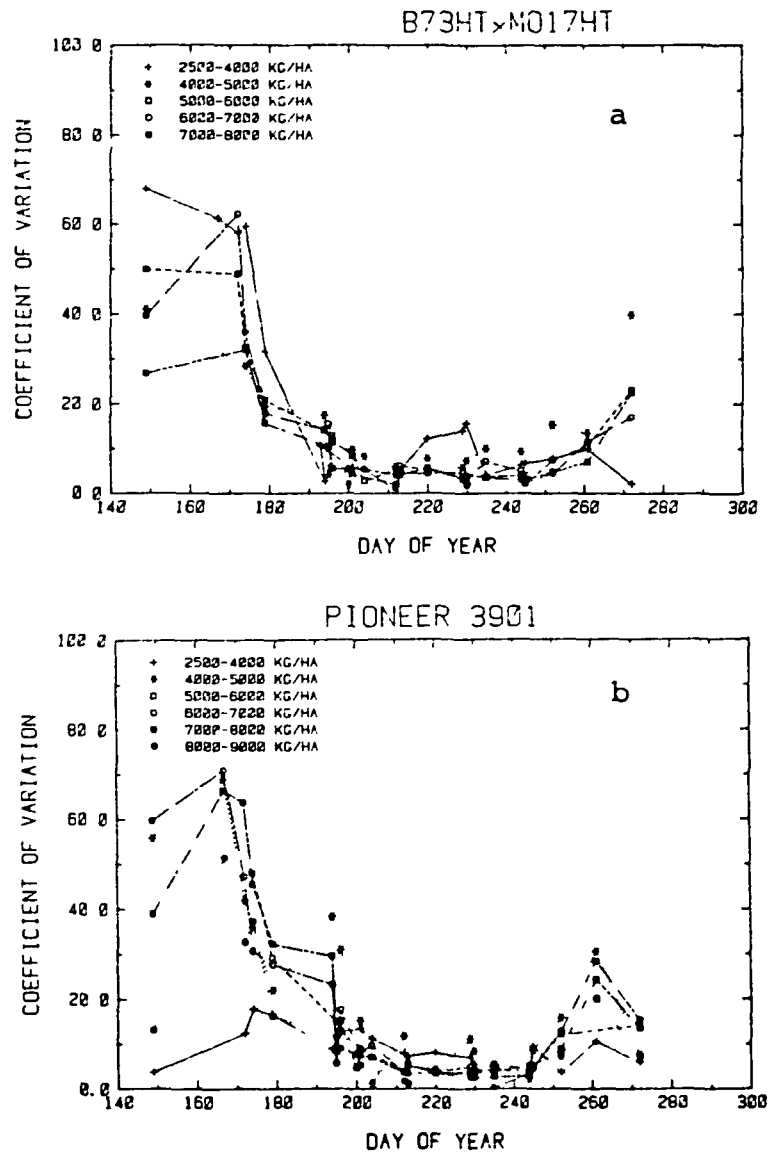 B73HT×MO17HT
103 0
80 0
60 0
40 0
20 0
0 0
COEFFICIENT OF VARIATION
2500-4000 KG/HA
4000-5000 KG/HA
5000-6000 KG/HA
6000-7000 KG/HA
7000-8000 KG/HA
a
140 160 180 200 220 240 260 280 300
DAY OF YEAR
PIONEER 3901
100 0
80 0
60 0
40 0
20 0
0.0
COEFFICIENT OF VARIATION
2500-4000 KG/HA
4000-5000 KG/HA
5000-6000 KG/HA
6000-7000 KG/HA
7000-8000 KG/HA
8000-9000 KG/HA
b
140 160 180 200 220 240 260 280 300
DAY OF YEAR